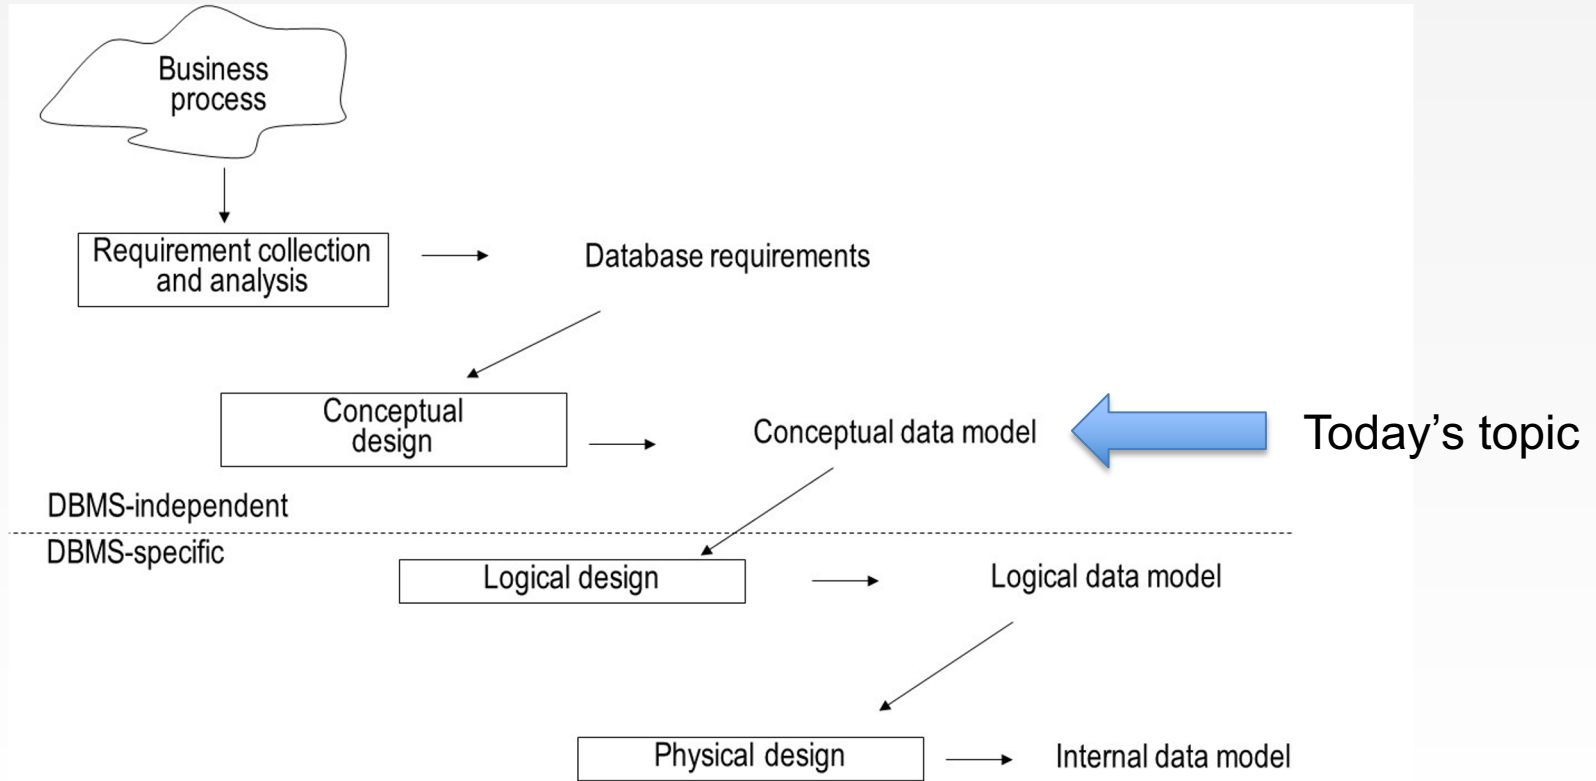 Business
process
Requirement collection
and analysis
Database requirements
Conceptual
design
Conceptual data model
Today’s topic
DBMS-independent
DBMS-specific
Logical design
Logical data model
Physical design
Internal data model